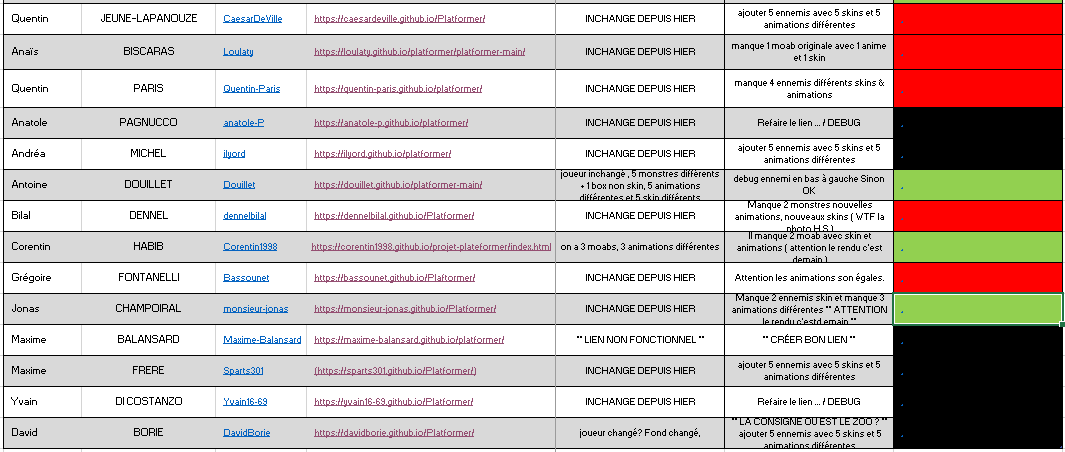 Quentin JEUNE-LAPANOUZE CaesarDeVille https://caesardeville.github.io/Platformer/ INCHANGE DEPUIS HIER ajouter 5 ennemis avec 5 skins et 5
animations différentes
Anaïs BISCARAS Loulaty https://loulaty.github.io/platformer/platformer-main/ INCHANGE DEPUIS HIER manque 1 moab originale avec 1 anime
et 1 skin
Quentin PARIS Quentin-Paris https://quentin-paris.github.io/platformer/ INCHANGE DEPUIS HIER manque 4 ennemis différents skins &
animations
Anatole PAGNUCCO anatole-P https://anatole-p.github.io/platformer/ INCHANGE DEPUIS HIER Refaire le lien ... / DEBUG
Andréa MICHEL ilyord https://ilyord.github.io/platformer/ INCHANGE DEPUIS HIER ajouter 5 ennemis avec 5 skins et 5
animations différentes
Antoine DOUILLET Douillet https://douillet.github.io/platformer-main/ joueur inchangé , 5 monstres différents
+ 1 box non skin, 5 animations
différentes et 5 skin différents
debug ennemi en bas à gauche Sinon
OK
Bilal DENNEL dennelbilal https://dennelbilal.github.io/Platformer/ INCHANGE DEPUIS HIER Manque 2 monstres nouvelles
animations, nouveaux skins ( WTF la
photo H.S )
Corentin HABIB Corentin1998 https://corentin1998.github.io/projet-plateformer/index.html on a 3 moabs, 3 animations différentes Il manque 2 moab avec skin et
animations ( attention le rendu c'est
demain )
Grégoire FONTANELLI Bassounet https://bassounet.github.io/Plaftormer/ INCHANGE DEPUIS HIER Attention les animations son égales.
Jonas CHAMPOIRAL monsieur-jonas https://monsieur-jonas.github.io/Platformer/ INCHANGE DEPUIS HIER Manque 2 ennemis skin et manque 3
animations différentes ** ATTENTION
le rendu c'estd emain **
Maxime BALANSARD Maxime-Balansard https://maxime-balansard.github.io/platformer/ ** LIEN NON FONCTIONNEL ** ** CRÉER BON LIEN **
Maxime FRERE Sparts301 (https://sparts301.github.io/Platformer/) INCHANGE DEPUIS HIER ajouter 5 ennemis avec 5 skins et 5
animations différentes
Yvain DI COSTANZO Yvain16-69 https://yvain16-69.github.io/Platformer/ INCHANGE DEPUIS HIER Refaire le lien ... / DEBUG
David BORIE DavidBorie https://davidborie.github.io/Platformer/ joueur changé? Fond changé, ** LA CONSIGNE OU EST LE ZOO ? **
ajouter 5 ennemis avec 5 skins et 5
animations différentes